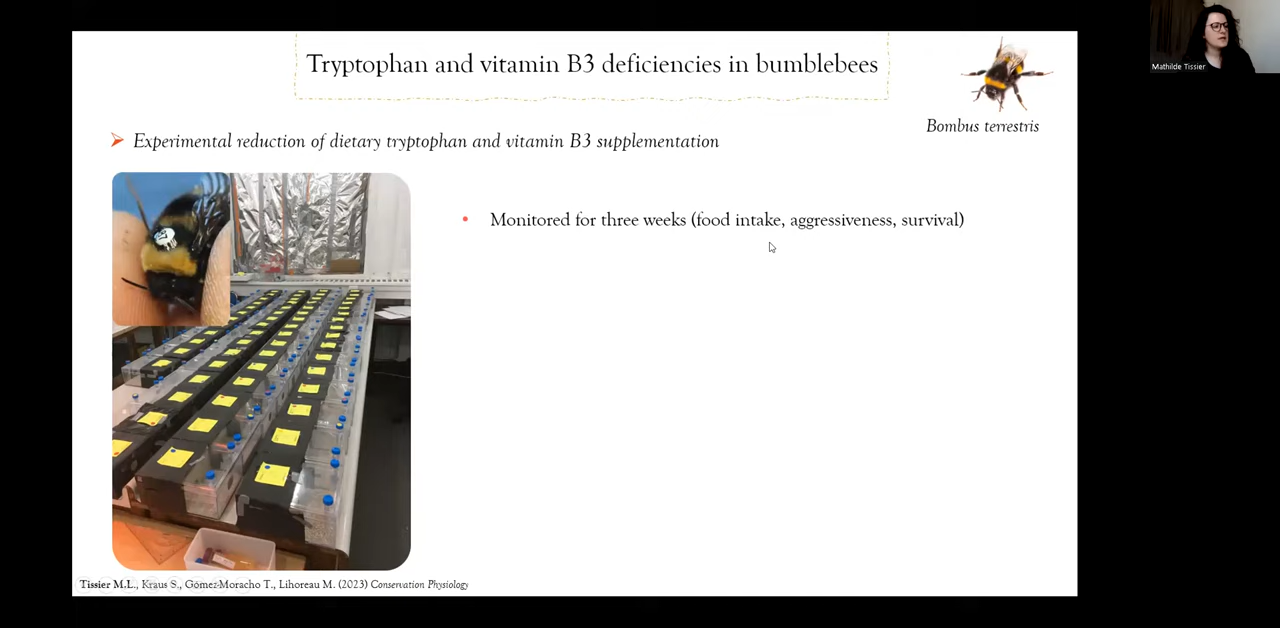 Tryptophan and vitamin B3 deficiencies in bumblebees
Mathilde Tissier
Bombus terrestris
➢ Experimental reduction of dietary tryptophan and vitamin B3 supplementation
• Monitored for three weeks (food intake, aggressiveness, survival)
Tissier M.L., Kraus S., Gómez-Moracho T., Lihoreau M. (2023) Conservation Physiology